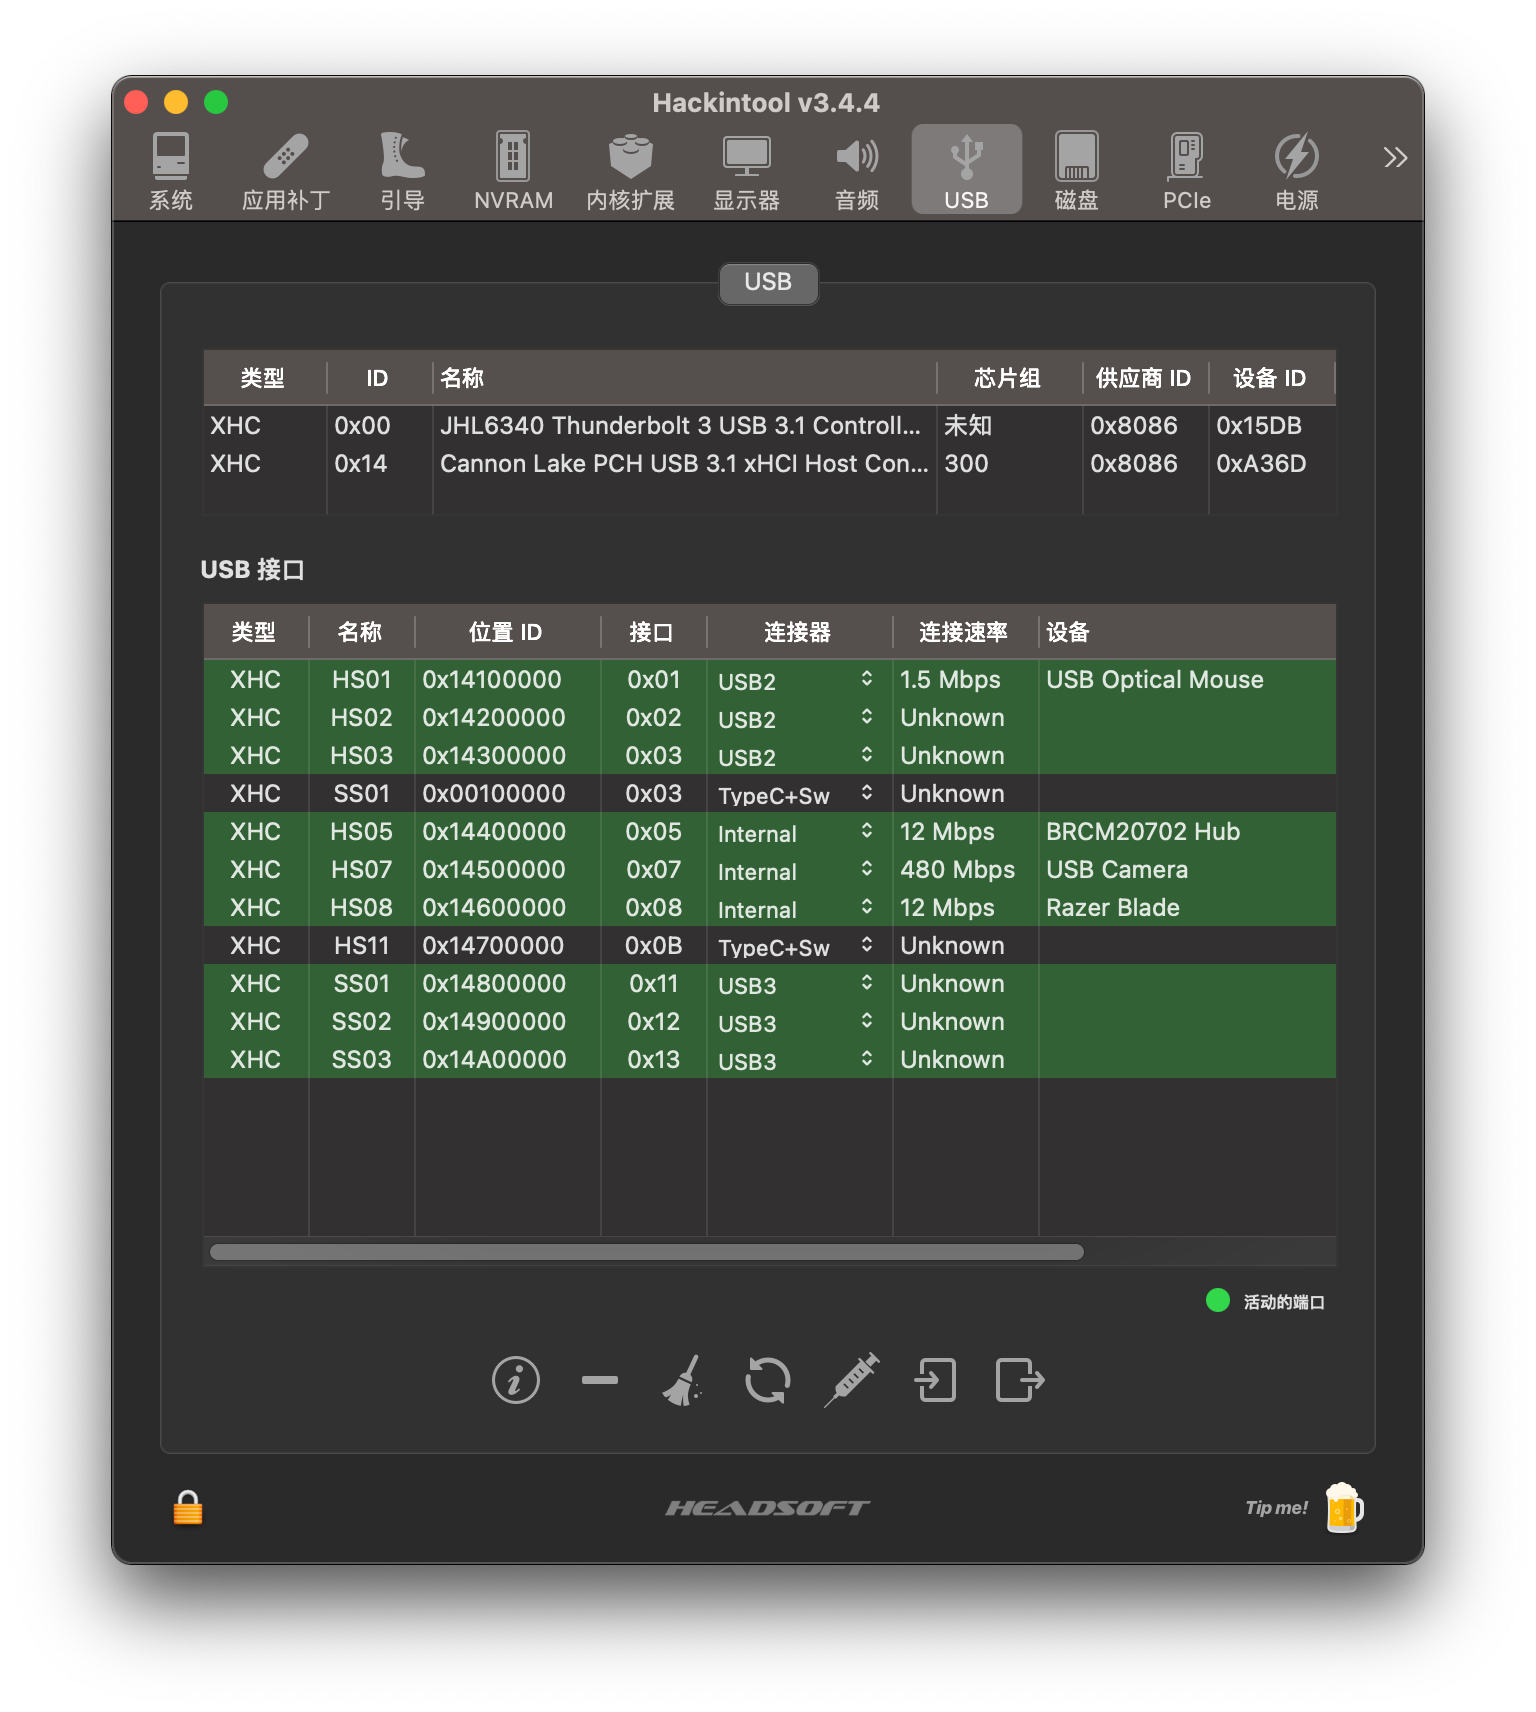 Hackintool v3.4.4
系统 应用补丁 引导 NVRAM 内核扩展 显示器 音频 USB 磁盘 PCIe 电源
USB
类型 ID 名称 芯片组 供应商 ID 设备 ID
XHC 0x00 JHL6340 Thunderbolt 3 USB 3.1 Controll... 未知 0x8086 0x15DB
XHC 0x14 Cannon Lake PCH USB 3.1 xHCI Host Con... 300 0x8086 0xA36D
USB 接口
类型 名称 位置 ID 接口 连接器 连接速率 设备
XHC HS01 0x14100000 0x01 USB2 1.5 Mbps USB Optical Mouse
XHC HS02 0x14200000 0x02 USB2 Unknown
XHC HS03 0x14300000 0x03 USB2 Unknown
XHC SS01 0x00100000 0x03 TypeC+Sw Unknown
XHC HS05 0x14400000 0x05 Internal 12 Mbps BRCM20702 Hub
XHC HS07 0x14500000 0x07 Internal 480 Mbps USB Camera
XHC HS08 0x14600000 0x08 Internal 12 Mbps Razer Blade
XHC HS11 0x14700000 0x0B TypeC+Sw Unknown
XHC SS01 0x14800000 0x11 USB3 Unknown
XHC SS02 0x14900000 0x12 USB3 Unknown
XHC SS03 0x14A00000 0x13 USB3 Unknown
活动的端口
HEADSOFT
Tip me!